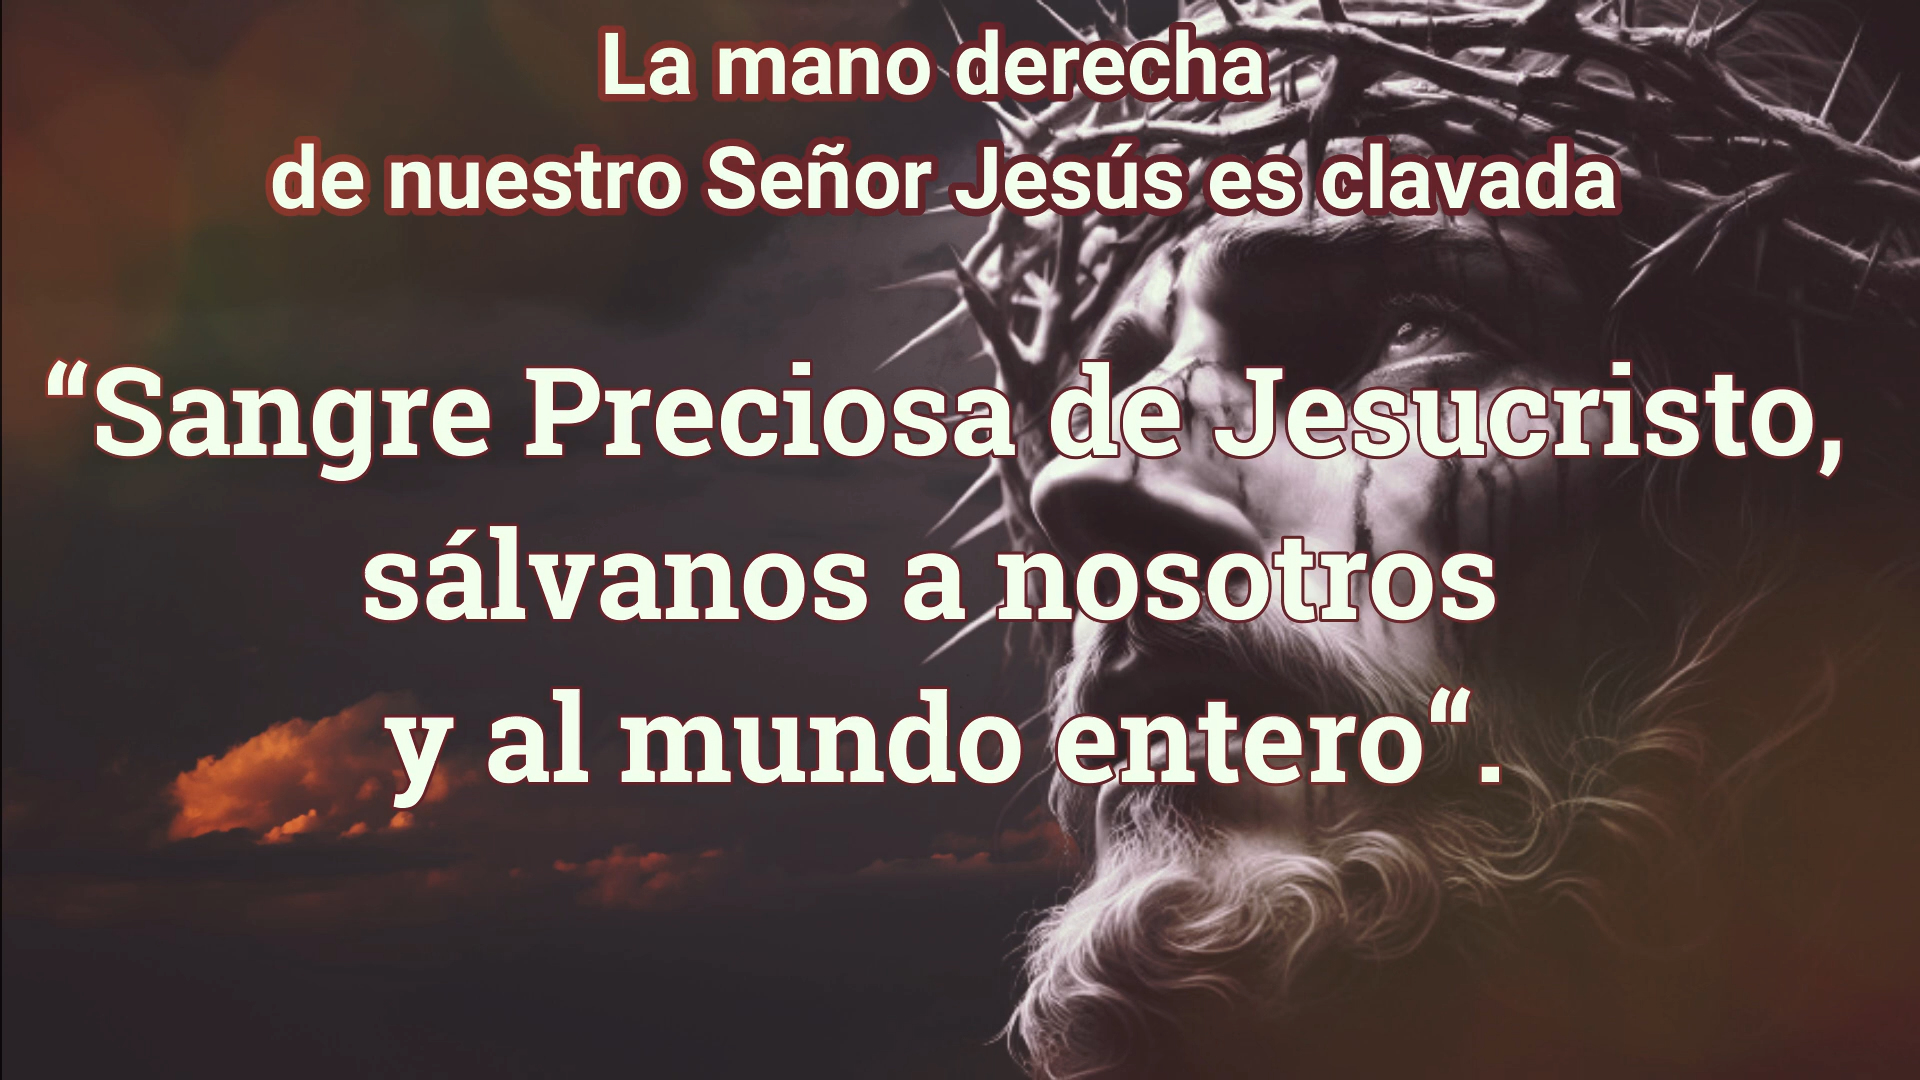 La mano derecha
de nuestro Señor Jesús es clavada
“Sangre Preciosa de Jesucristo,
sálvanos a nosotros
y al mundo entero“.